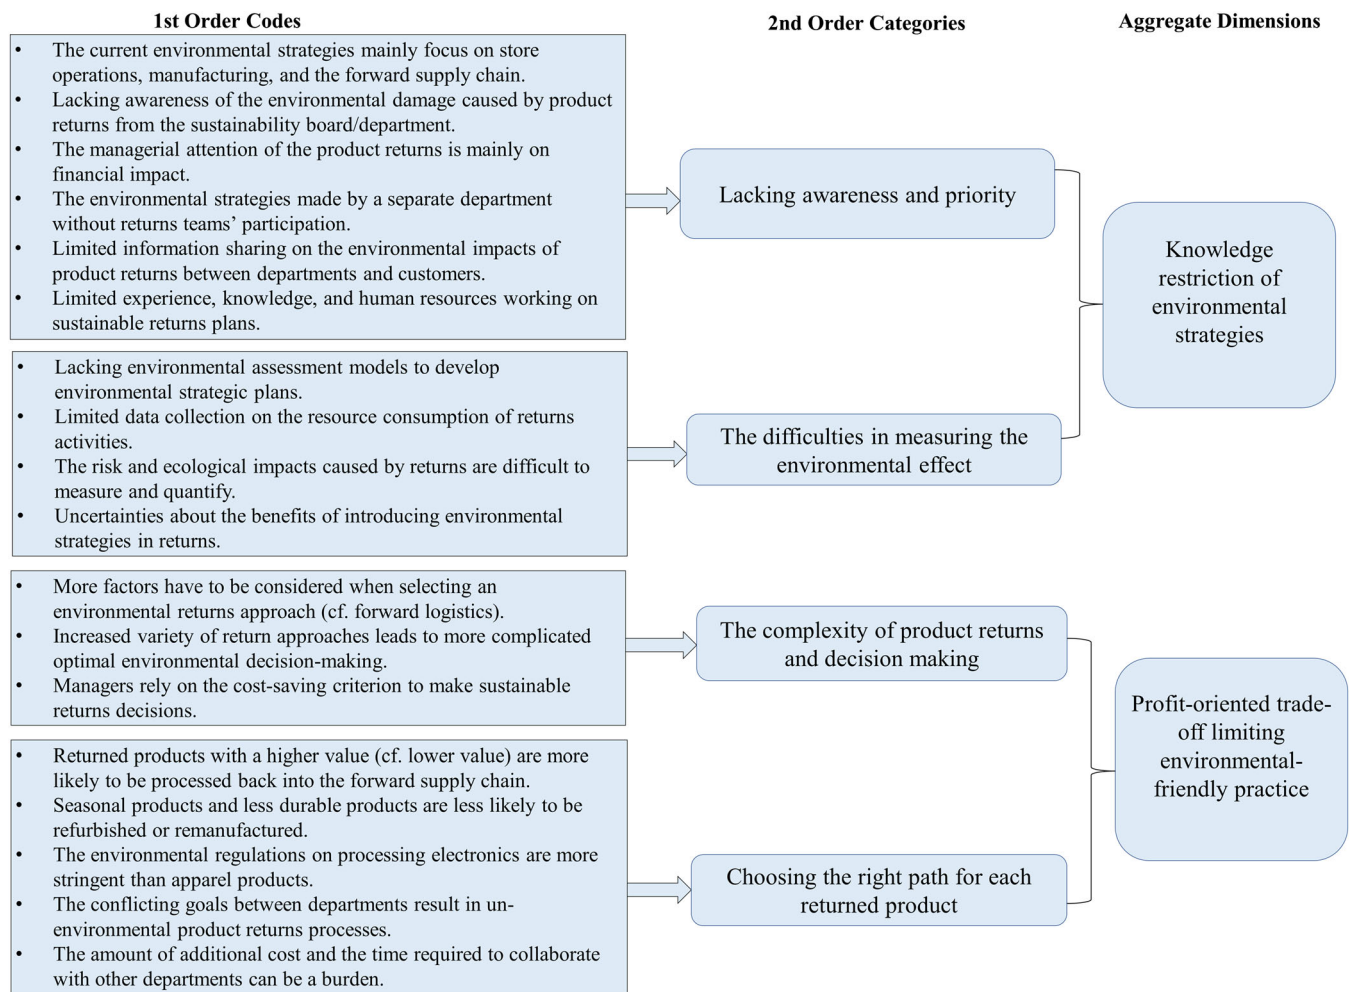 1st Order Codes
2nd Order Categories
Aggregate Dimensions
• The current environmental strategies mainly focus on store
operations, manufacturing, and the forward supply chain.
• Lacking awareness of the environmental damage caused by product
returns from the sustainability board/department.
• The managerial attention of the product returns is mainly on
financial impact.
• The environmental strategies made by a separate department
without returns teams’ participation.
• Limited information sharing on the environmental impacts of
product returns between departments and customers.
• Limited experience, knowledge, and human resources working on
sustainable returns plans.
Lacking awareness and priority
Knowledge
restriction of
environmental
strategies
• Lacking environmental assessment models to develop
environmental strategic plans.
• Limited data collection on the resource consumption of returns
activities.
• The risk and ecological impacts caused by returns are difficult to
measure and quantify.
• Uncertainties about the benefits of introducing environmental
strategies in returns.
The difficulties in measuring the
environmental effect
• More factors have to be considered when selecting an
environmental returns approach (cf. forward logistics).
• Increased variety of return approaches leads to more complicated
optimal environmental decision-making.
• Managers rely on the cost-saving criterion to make sustainable
returns decisions.
The complexity of product returns
and decision making
Profit-oriented trade-
off limiting
environmental-
friendly practice
• Returned products with a higher value (cf. lower value) are more
likely to be processed back into the forward supply chain.
• Seasonal products and less durable products are less likely to be
refurbished or remanufactured.
• The environmental regulations on processing electronics are more
stringent than apparel products.
• The conflicting goals between departments result in un-
environmental product returns processes.
• The amount of additional cost and the time required to collaborate
with other departments can be a burden.
Choosing the right path for each
returned product